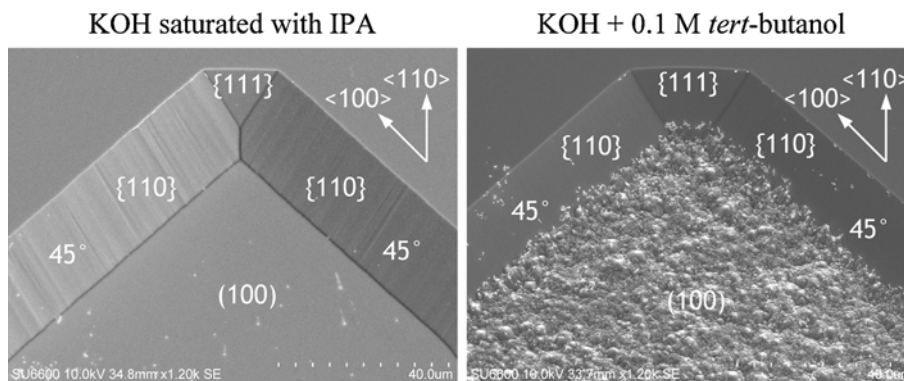 KOH saturated with IPA
{111}
<110>
<100>
{110}
{110}
45°
45°
(100)
SU6600 10.0kV 34.8mm x1.20k SE
40.0um
KOH + 0.1 M tert-butanol
{111}
<110>
<100>
{110}
{110}
45°
45°
(100)
SU6600 10.0kV 33.7mm x1.20k SE
40.0um